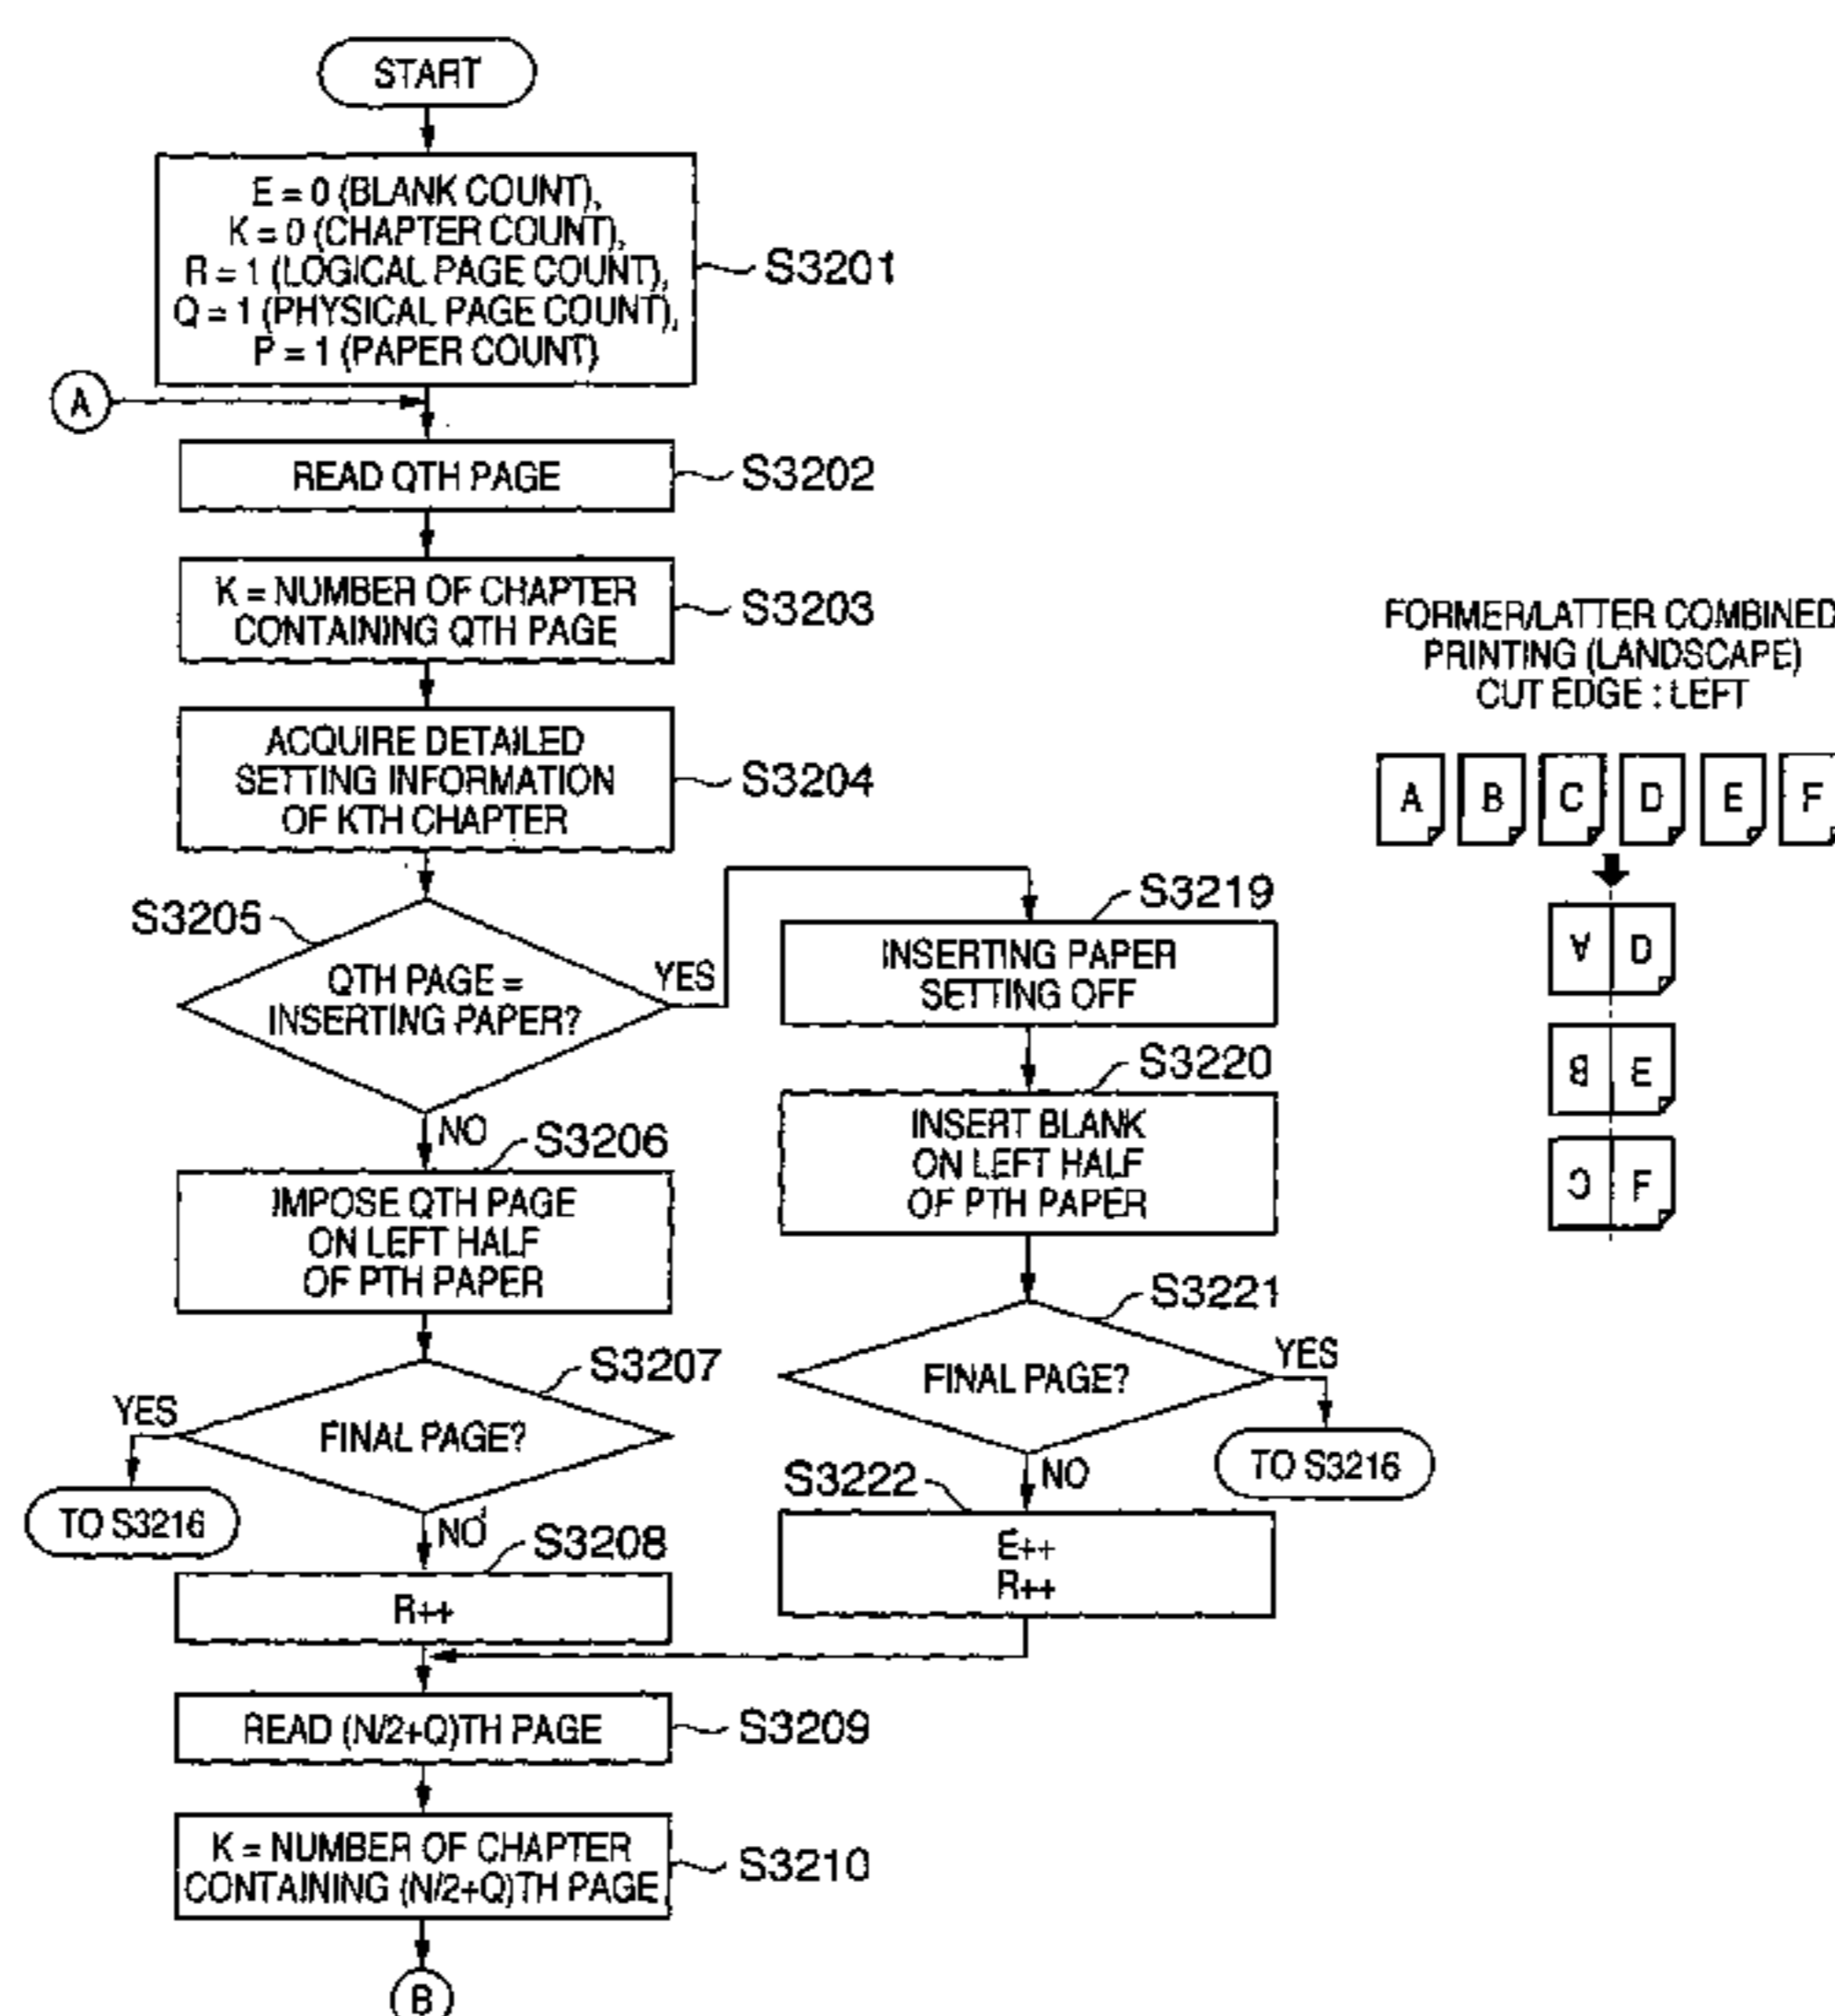 START
E = 0 (BLANK COUNT),
K = 0 (CHAPTER COUNT),
R = 1 (LOGICAL PAGE COUNT),
Q = 1 (PHYSICAL PAGE COUNT),
P = 1 (PAPER COUNT)
S3201
A
READ QTH PAGE
S3202
K = NUMBER OF CHAPTER
CONTAINING QTH PAGE
S3203
ACQUIRE DETAILED
SETTING INFORMATION
OF KTH CHAPTER
S3204
S3205
QTH PAGE =
INSERTING PAPER?
YES
NO
S3206
IMPOSE QTH PAGE
ON LEFT HALF
OF PTH PAPER
S3207
FINAL PAGE?
YES
TO S3216
NO
S3208
R++
READ (N/2+Q)TH PAGE
S3209
K = NUMBER OF CHAPTER
CONTAINING (N/2+Q)TH PAGE
S3210
B
S3219
INSERTING PAPER
SETTING OFF
S3220
INSERT BLANK
ON LEFT HALF
OF PTH PAPER
S3221
FINAL PAGE?
YES
TO S3216
NO
S3222
E++
R++
FORMER/LATTER COMBINED
PRINTING (LANDSCAPE)
CUT EDGE : LEFT
A B C D E F
A D
B E
C F